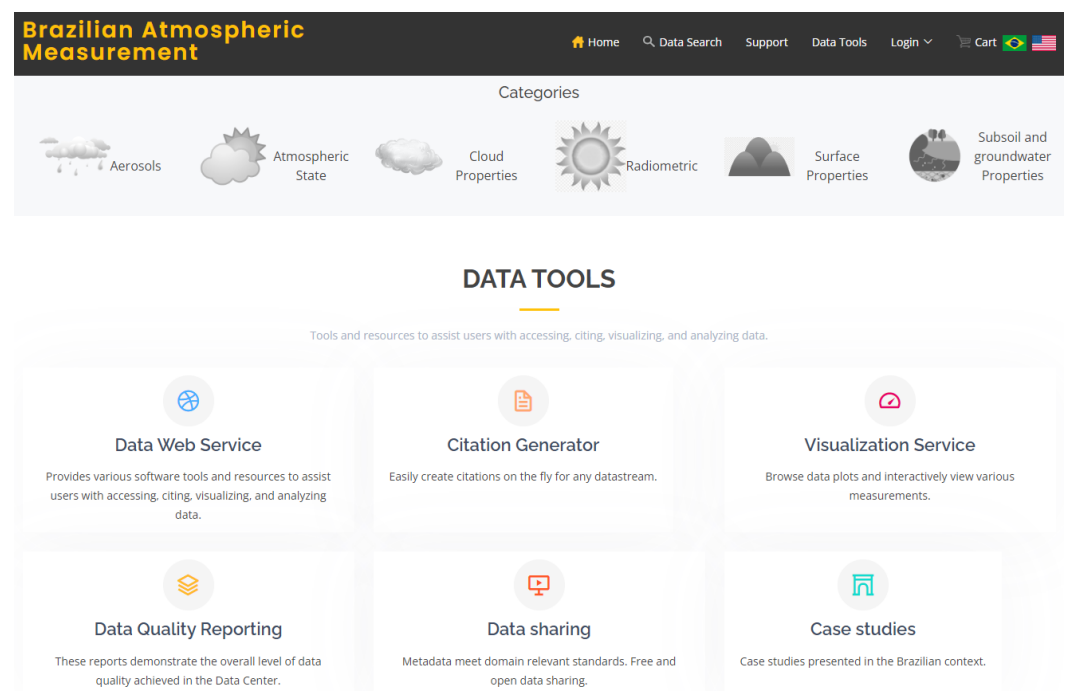 Brazilian Atmospheric
Measurement
Home Data Search Support Data Tools Login Cart
Categories
Aerosols
Atmospheric
State
Cloud
Properties
Radiometric
Surface
Properties
Subsoil and
groundwater
Properties
DATA TOOLS
Tools and resources to assist users with accessing, citing, visualizing, and analyzing data.
Data Web Service
Provides various software tools and resources to assist
users with accessing, citing, visualizing, and analyzing
data.
Citation Generator
Easily create citations on the fly for any datastream.
Visualization Service
Browse data plots and interactively view various
measurements.
Data Quality Reporting
These reports demonstrate the overall level of data
quality achieved in the Data Center.
Data sharing
Metadata meet domain relevant standards. Free and
open data sharing.
Case studies
Case studies presented in the Brazilian context.